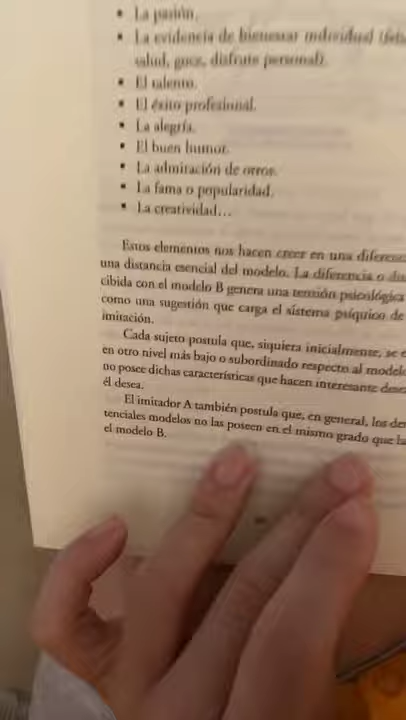 • La pasión.
• La evidencia de bienestar individual
salud, goce, disfrute personal).
• El talento.
• El éxito profesional.
• La alegría.
• El buen humor.
• La admiración de otros.
• La fama o popularidad.
• La creatividad...
Estos elementos nos hacen creer en una
una distancia esencial del modelo. La diferencia o
cibida con el modelo B genera una tensión psicológica
como una sugestión que carga el sistema psíquico de
imitación.
Cada sujeto postula que, siquiera inicialmente, se
en otro nivel más bajo o subordinado respecto al
no posee dichas características que hacen interesante
él desea.
El imitador A también postula que, en general, los
tenciales modelos no las poseen en el mismo grado que
el modelo B.